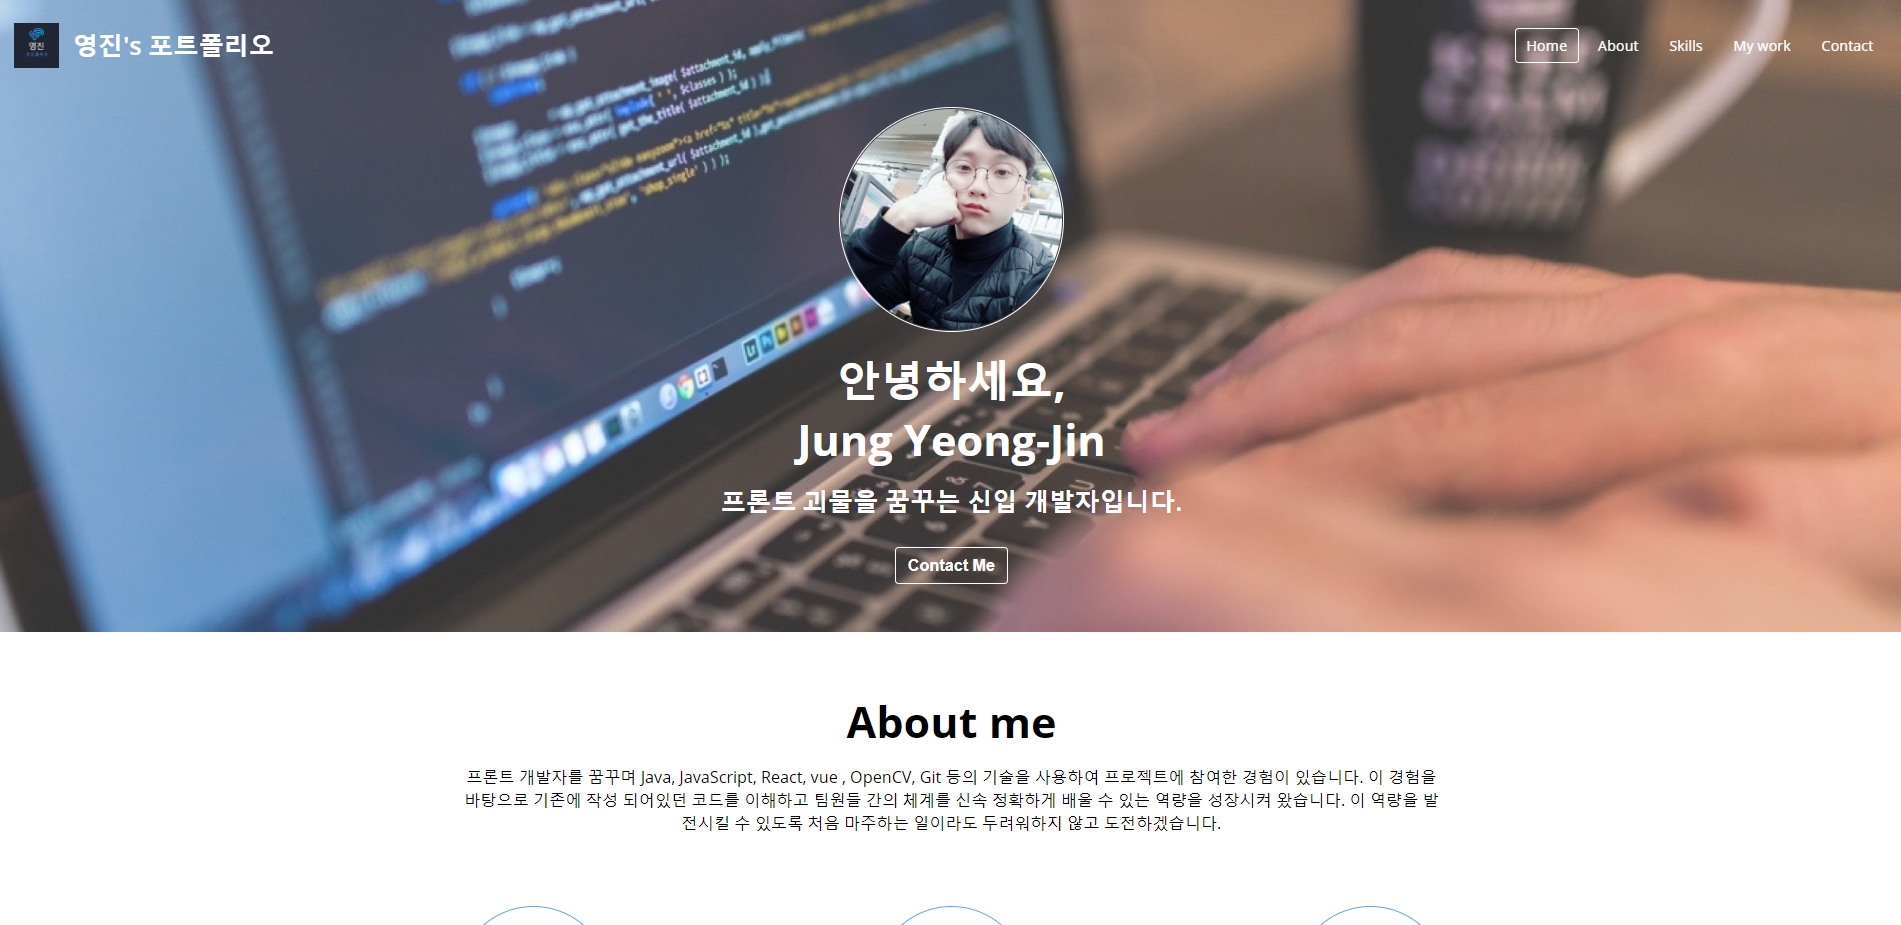 영진
영진's 포트폴리오
Home
About
Skills
My work
Contact
안녕하세요,
Jung Yeong-Jin
프론트 괴물을 꿈꾸는 신입 개발자입니다.
Contact Me
About me
프론트 개발자를 꿈꾸며 Java, JavaScript, React, vue , OpenCV, Git 등의 기술을 사용하여 프로젝트에 참여한 경험이 있습니다. 이 경험을
바탕으로 기존에 작성 되어있던 코드를 이해하고 팀원들 간의 체계를 신속 정확하게 배울 수 있는 역량을 성장시켜 왔습니다. 이 역량을 발
전시킬 수 있도록 처음 마주하는 일이라도 두려워하지 않고 도전하겠습니다.